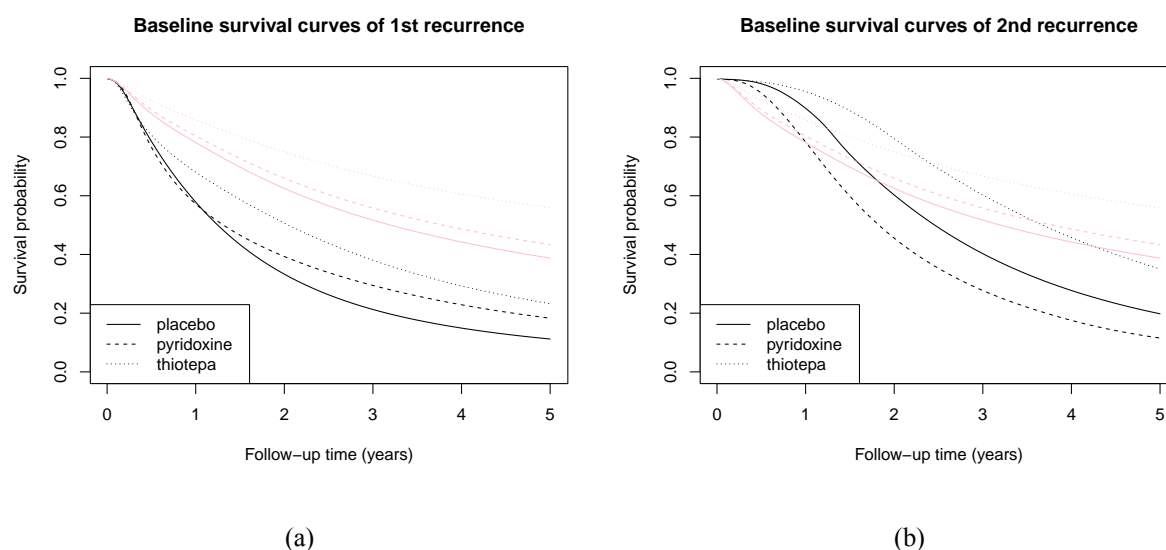 Baseline survival curves of 1st recurrence
Survival probability
1.0
0.8
0.6
0.4
0.2
0.0
placebo
pyridoxine
thiotepa
0 1 2 3 4 5
Follow−up time (years)
(a)
Baseline survival curves of 2nd recurrence
Survival probability
1.0
0.8
0.6
0.4
0.2
0.0
placebo
pyridoxine
thiotepa
0 1 2 3 4 5
Follow−up time (years)
(b)